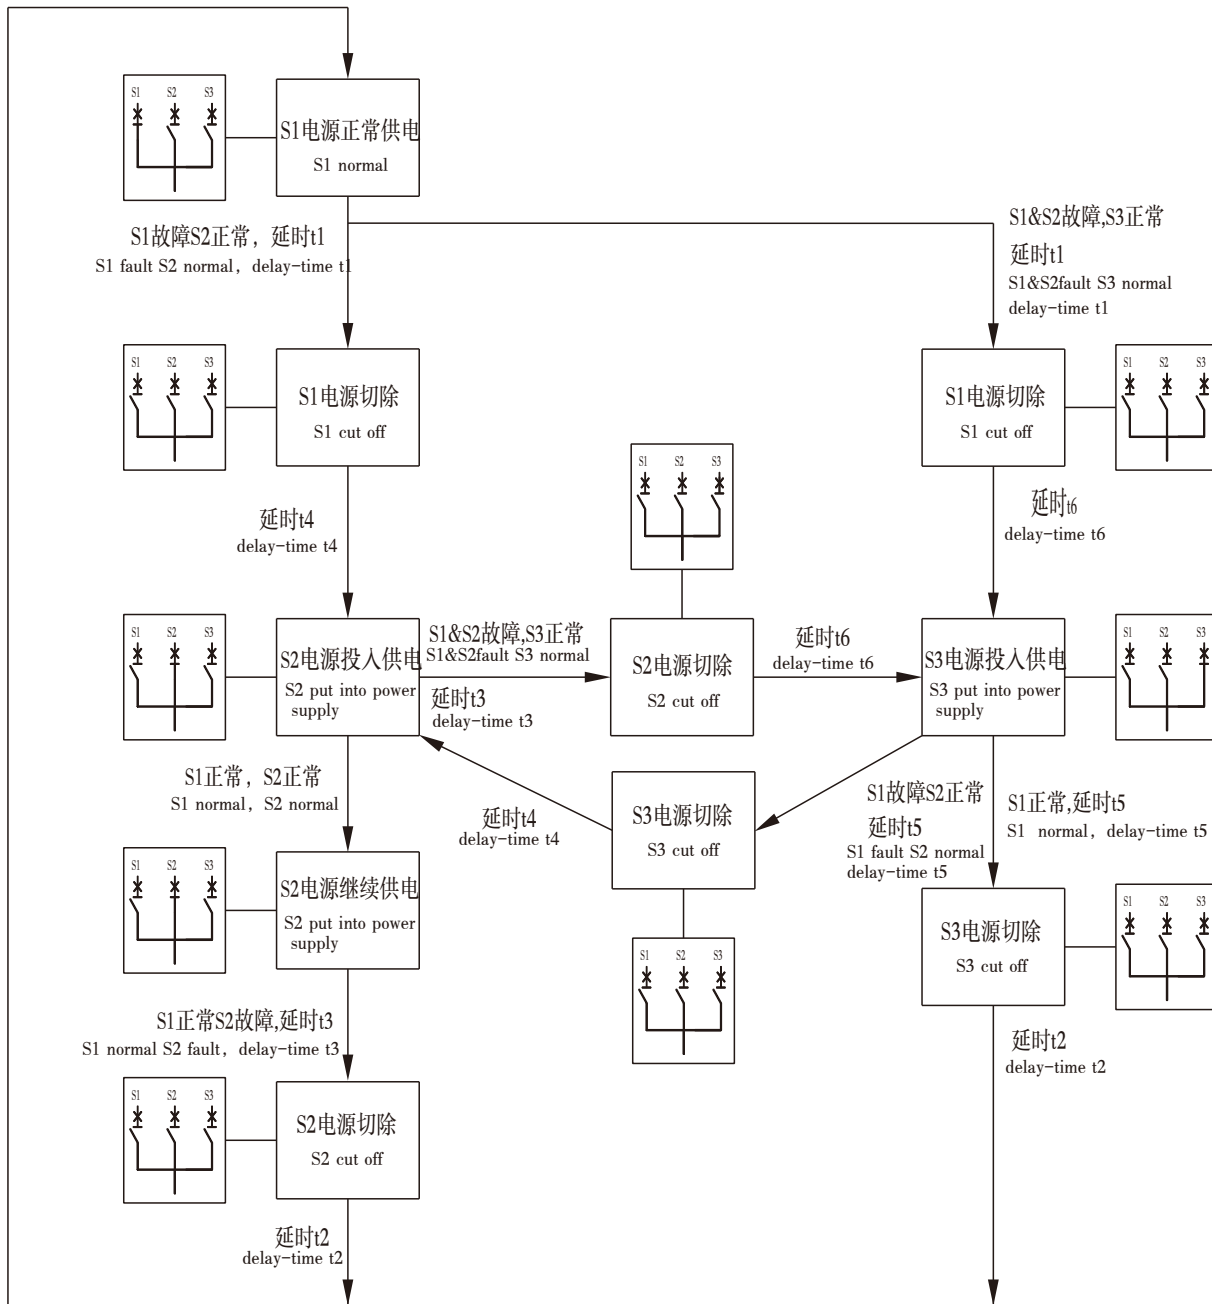 S1 S2 S3
S1电源正常供电
S1 normal
S1故障S2正常，延时t1
S1 fault S2 normal，delay-time t1
S1&S2故障,S3正常
延时t1
S1&S2fault S3 normal
delay-time t1
S1 S2 S3
S1电源切除
S1 cut off
S1电源切除
S1 cut off
S1 S2 S3
延时t4
delay-time t4
S1 S2 S3
延时t6
delay-time t6
S1 S2 S3
S2电源投入供电
S2 put into power
supply
S1&S2故障,S3正常
S1&S2fault S3 normal
延时t3
delay-time t3
S2电源切除
S2 cut off
延时t6
delay-time t6
S3电源投入供电
S3 put into power
supply
S1 S2 S3
S1正常，S2正常
S1 normal，S2 normal
延时t4
delay-time t4
S3电源切除
S3 cut off
S1故障S2正常
延时t5
S1 fault S2 normal
delay-time t5
S1正常,延时t5
S1 normal，delay-time t5
S1 S2 S3
S2电源继续供电
S2 put into power
supply
S1 S2 S3
S3电源切除
S3 cut off
S1 S2 S3
S1正常S2故障,延时t3
S1 normal S2 fault，delay-time t3
延时t2
delay-time t2
S1 S2 S3
S2电源切除
S2 cut off
延时t2
delay-time t2